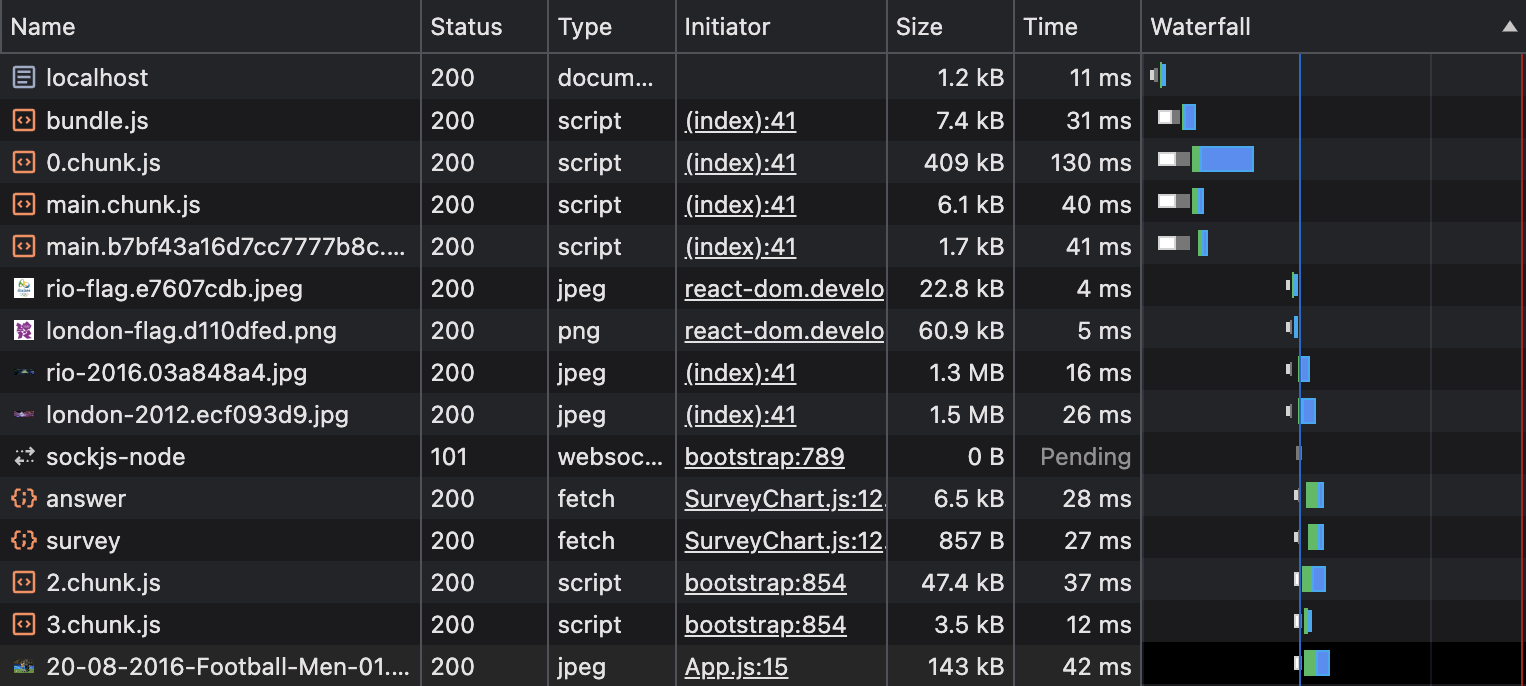 Name Status Type Initiator Size Time Waterfall
localhost 200 docum... 1.2 kB 11 ms
bundle.js 200 script (index):41 7.4 kB 31 ms
0.chunk.js 200 script (index):41 409 kB 130 ms
main.chunk.js 200 script (index):41 6.1 kB 40 ms
main.b7bf43a16d7cc7777b8c.... 200 script (index):41 1.7 kB 41 ms
rio-flag.e7607cdb.jpeg 200 jpeg react-dom.develo 22.8 kB 4 ms
london-flag.d110dfed.png 200 png react-dom.develo 60.9 kB 5 ms
rio-2016.03a848a4.jpg 200 jpeg (index):41 1.3 MB 16 ms
london-2012.ecf093d9.jpg 200 jpeg (index):41 1.5 MB 26 ms
sockjs-node 101 websoc... bootstrap:789 0 B Pending
answer 200 fetch SurveyChart.js:12. 6.5 kB 28 ms
survey 200 fetch SurveyChart.js:12. 857 B 27 ms
2.chunk.js 200 script bootstrap:854 47.4 kB 37 ms
3.chunk.js 200 script bootstrap:854 3.5 kB 12 ms
20-08-2016-Football-Men-01.... 200 jpeg App.js:15 143 kB 42 ms